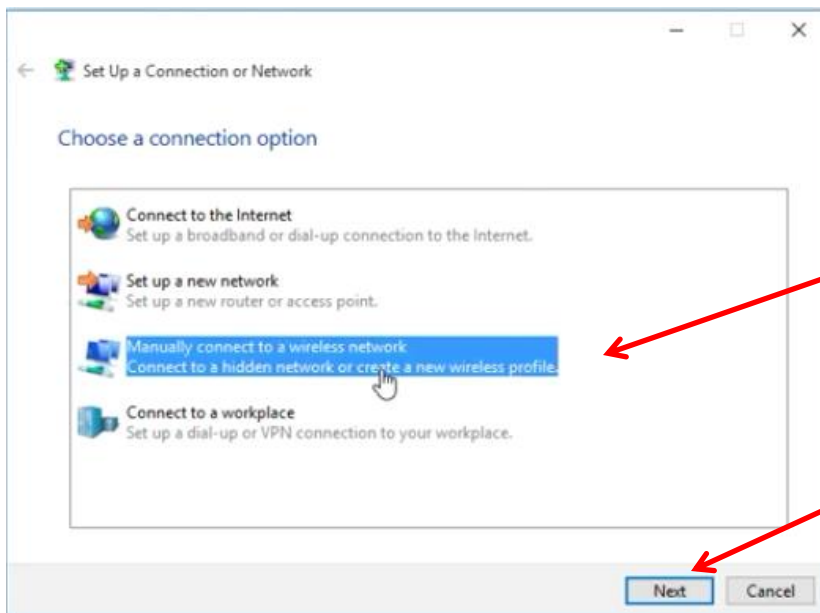 Set Up a Connection or Network
Choose a connection option
Connect to the Internet
Set up a broadband or dial-up connection to the Internet.
Set up a new network
Set up a new router or access point.
Manually connect to a wireless network
Connect to a hidden network or create a new wireless profile.
Connect to a workplace
Set up a dial-up or VPN connection to your workplace.
Next
Cancel